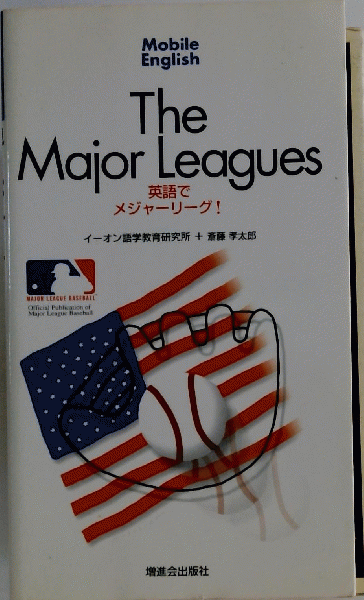 Mobile
English
The
Major Leagues
英語で
メジャーリーグ!
イーオン語学教育研究所 + 斎藤 孝太郎
MAJOR LEAGUE BASEBALL
Official Publication of
Major League Baseball
増進会出版社